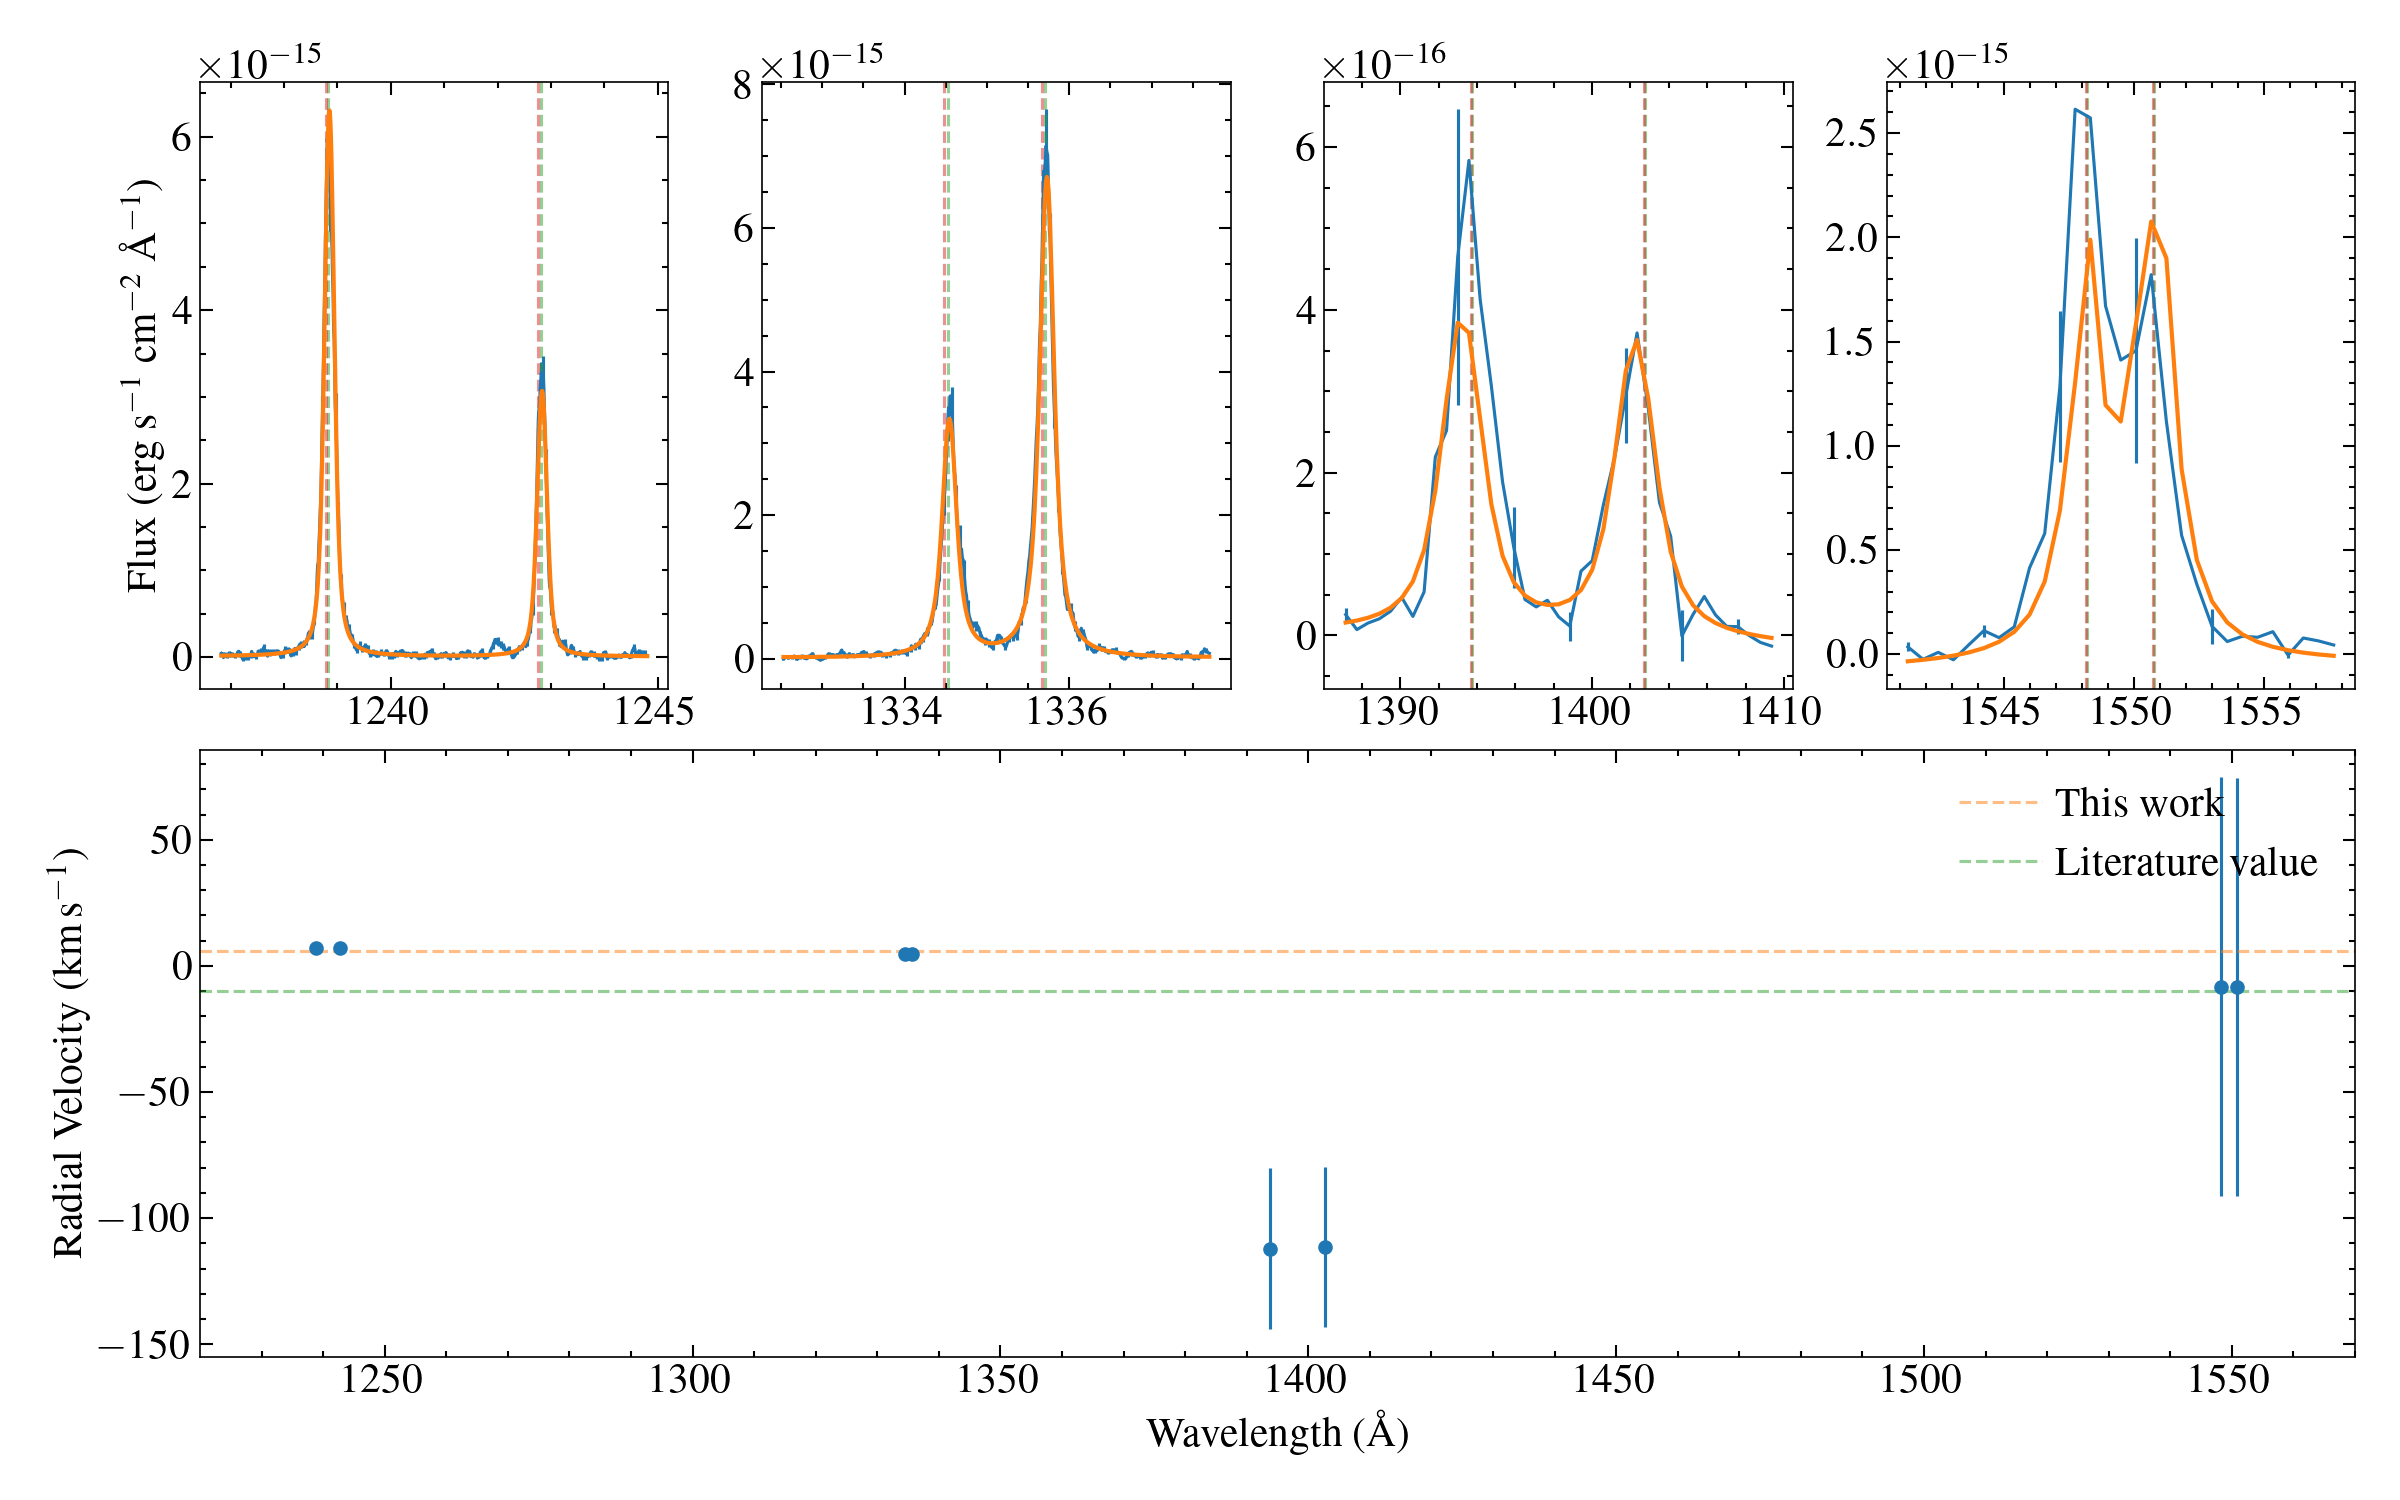 ×10⁻¹⁵ ×10⁻¹⁵ ×10⁻¹⁶ ×10⁻¹⁵
Flux (erg s⁻¹ cm⁻² Å⁻¹)
6
4
2
0
1240 1245
8
6
4
2
0
1334 1336
6
4
2
0
1390 1400 1410
2.5
2.0
1.5
1.0
0.5
0.0
1545 1550 1555
Radial Velocity (km s⁻¹)
50
0
−50
−100
−150
This work
Literature value
1250 1300 1350 1400 1450 1500 1550
Wavelength (Å)